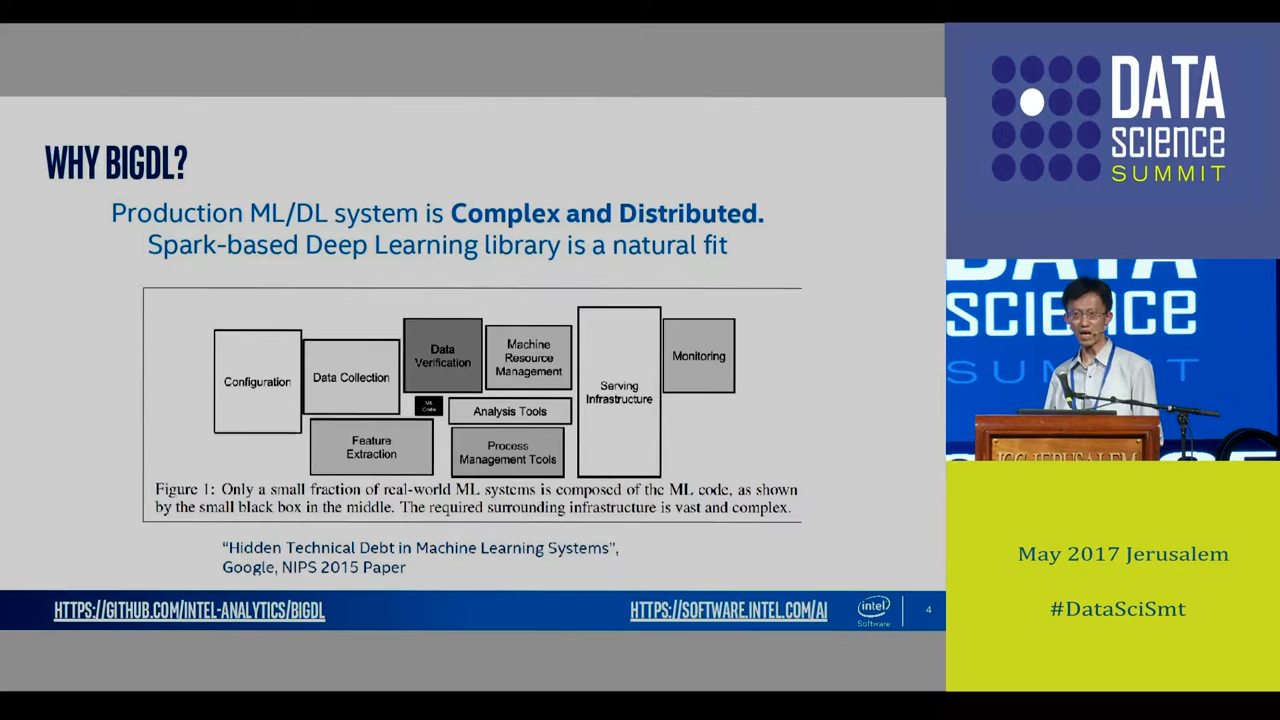 WHY BIGDL?
Production ML/DL system is Complex and Distributed.
Spark-based Deep Learning library is a natural fit
Configuration
Data Collection
Data
Verification
Machine
Resource
Management
Serving
Infrastructure
Monitoring
ML
Code
Analysis Tools
Feature
Extraction
Process
Management Tools
Figure 1: Only a small fraction of real-world ML systems is composed of the ML code, as shown
by the small black box in the middle. The required surrounding infrastructure is vast and complex.
“Hidden Technical Debt in Machine Learning Systems”,
Google, NIPS 2015 Paper
HTTPS://GITHUB.COM/INTEL-ANALYTICS/BIGDL
HTTPS://SOFTWARE.INTEL.COM/AI
intel
Software
4
DATA
SCIENCE
SUMMIT
DATA
SCIENCE
SUMMIT
ICC JERUSALEM
May 2017 Jerusalem
#DataSciSmt